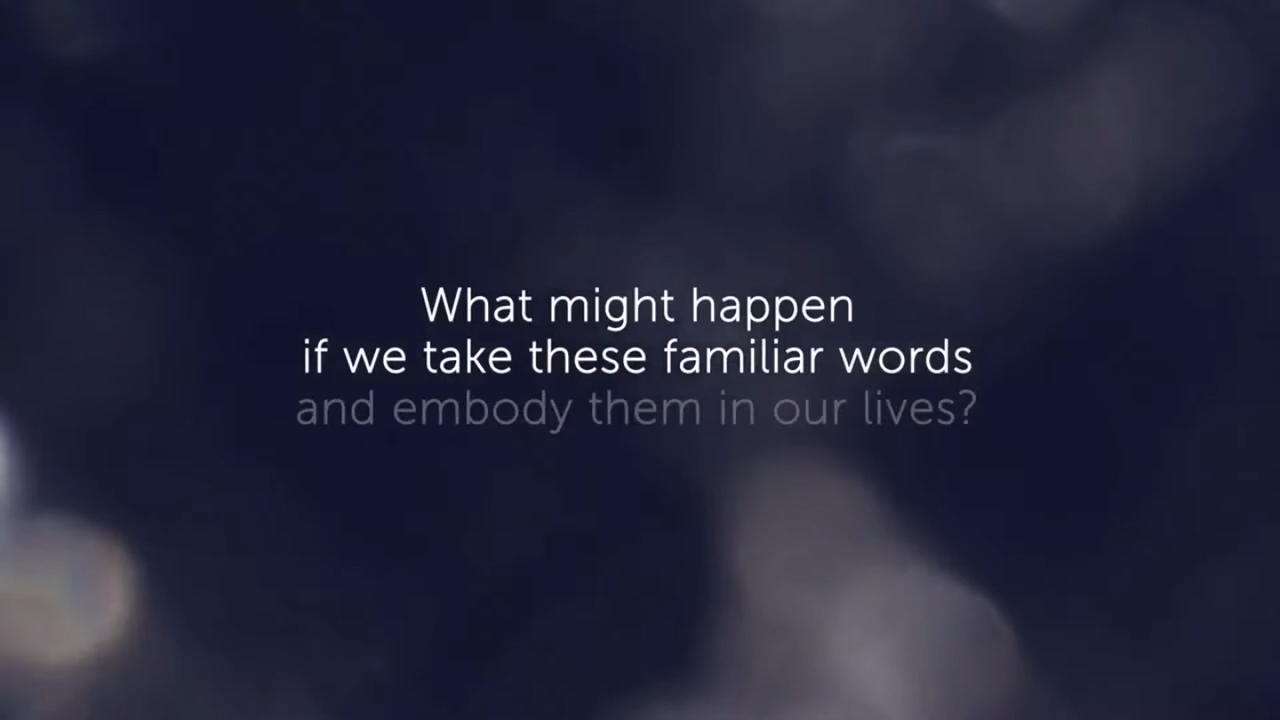 What might happen
if we take these familiar words
and embody them in our lives?